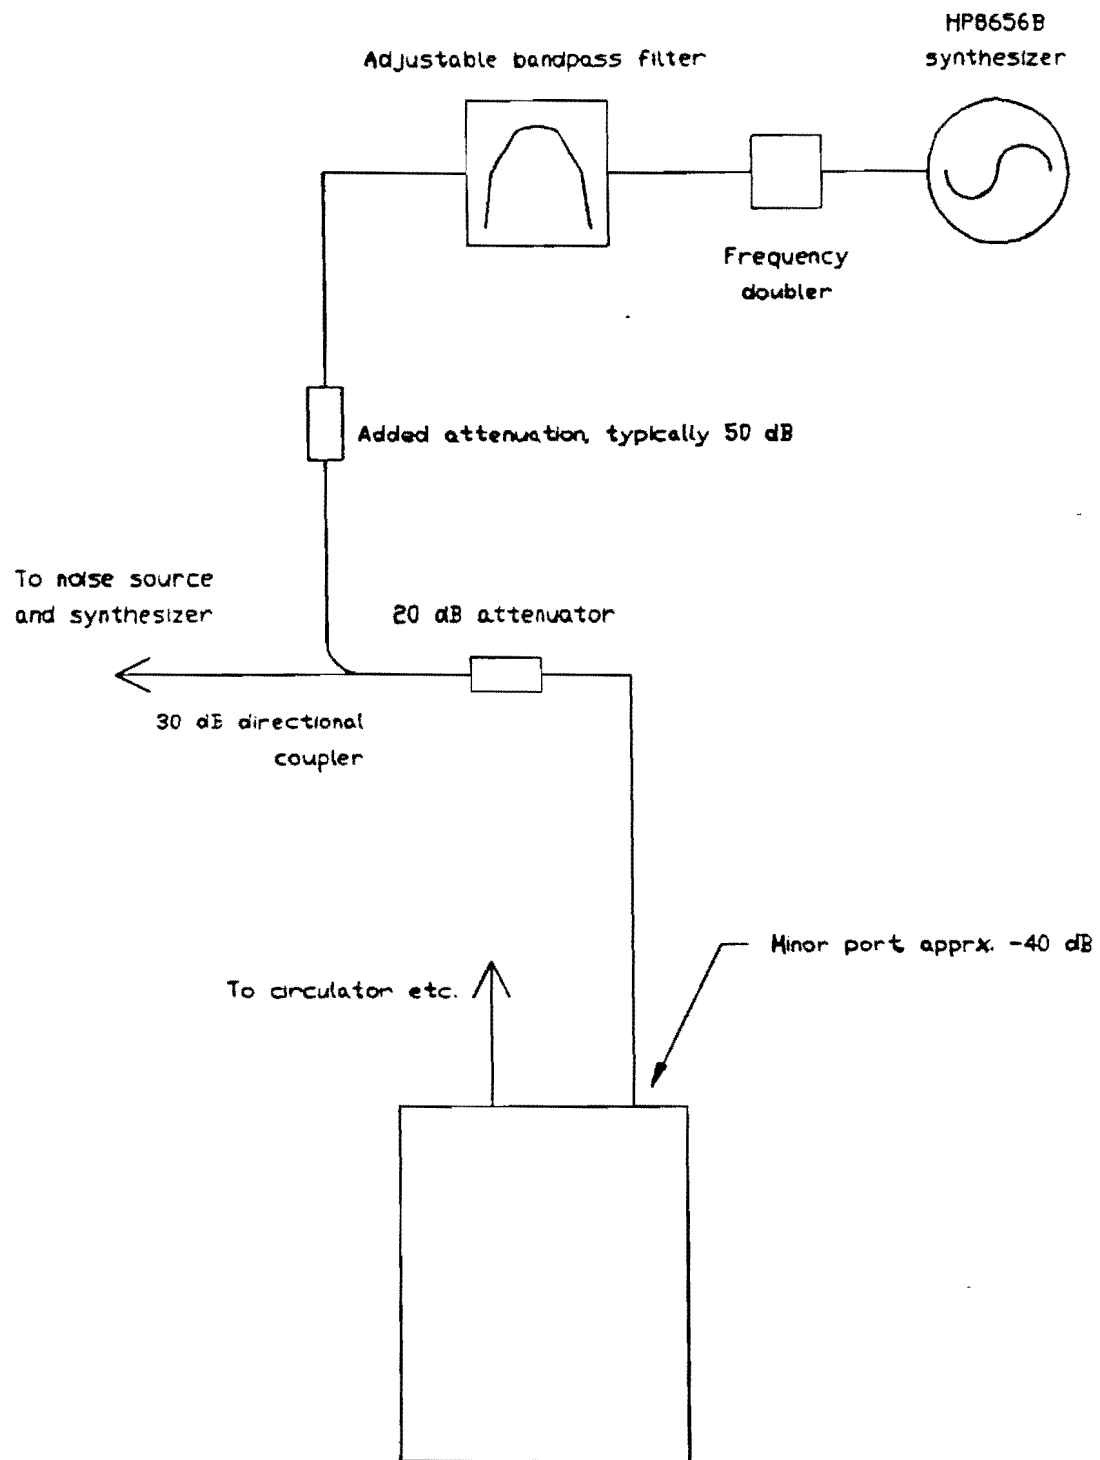 HP8656B
synthesizer
Adjustable bandpass filter
Frequency
doubler
Added attenuation, typically 50 dB
To noise source
and synthesizer
20 dB attenuator
30 dB directional
coupler
Minor port apprx. -40 dB
To circulator etc.